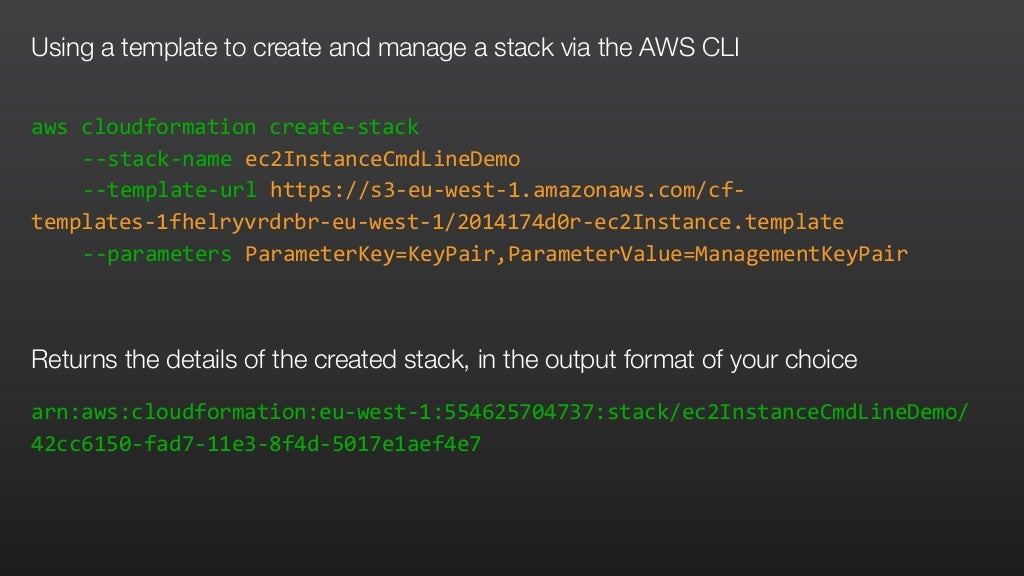 Using a template to create and manage a stack via the AWS CLI
aws cloudformation create-stack
--stack-name ec2InstanceCmdLineDemo
--template-url https://s3-eu-west-1.amazonaws.com/cf-
templates-1fhelryvrdrbr-eu-west-1/2014174d0r-ec2Instance.template
--parameters ParameterKey=KeyPair,ParameterValue=ManagementKeyPair
Returns the details of the created stack, in the output format of your choice
arn:aws:cloudformation:eu-west-1:554625704737:stack/ec2InstanceCmdLineDemo/
42cc6150-fad7-11e3-8f4d-5017e1aef4e7